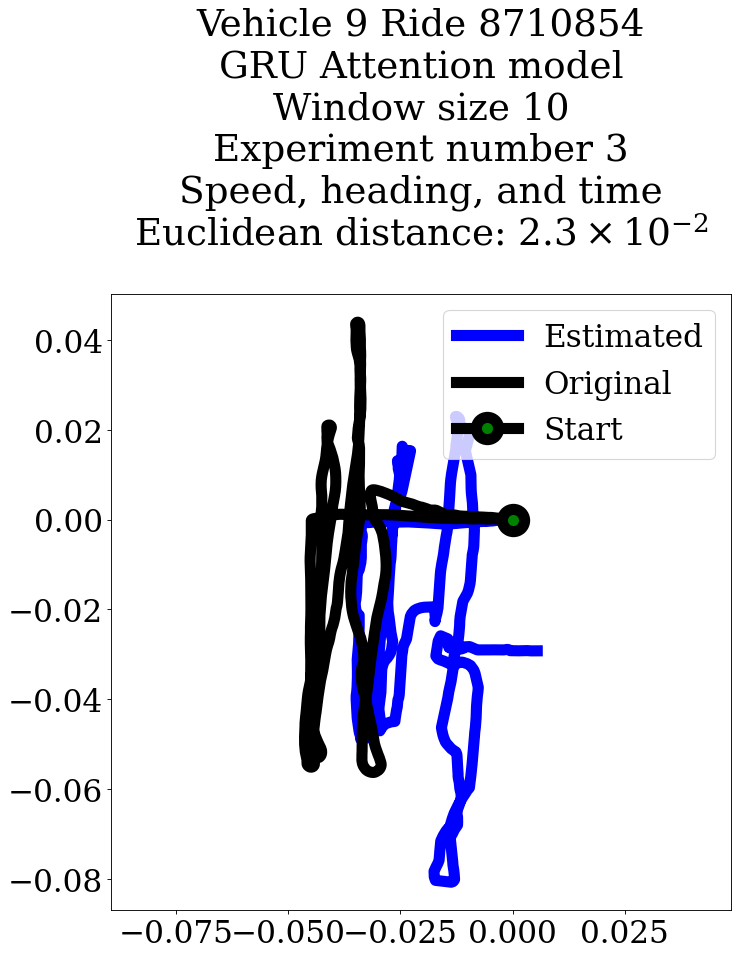 Vehicle 9 Ride 8710854
GRU Attention model
Window size 10
Experiment number 3
Speed, heading, and time
Euclidean distance: 2.3 × 10⁻²
Estimated
Original
Start
0.04
0.02
0.00
−0.02
−0.04
−0.06
−0.08
−0.075 −0.050 −0.025 0.000 0.025